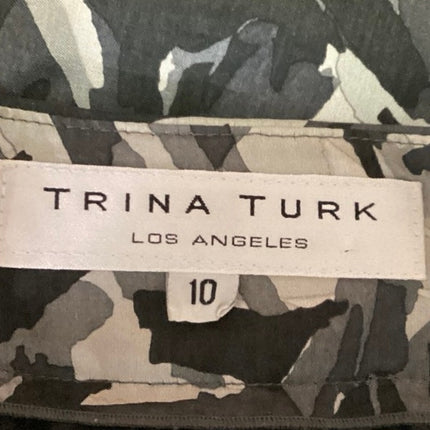 TRINA TURK
LOS ANGELES
10